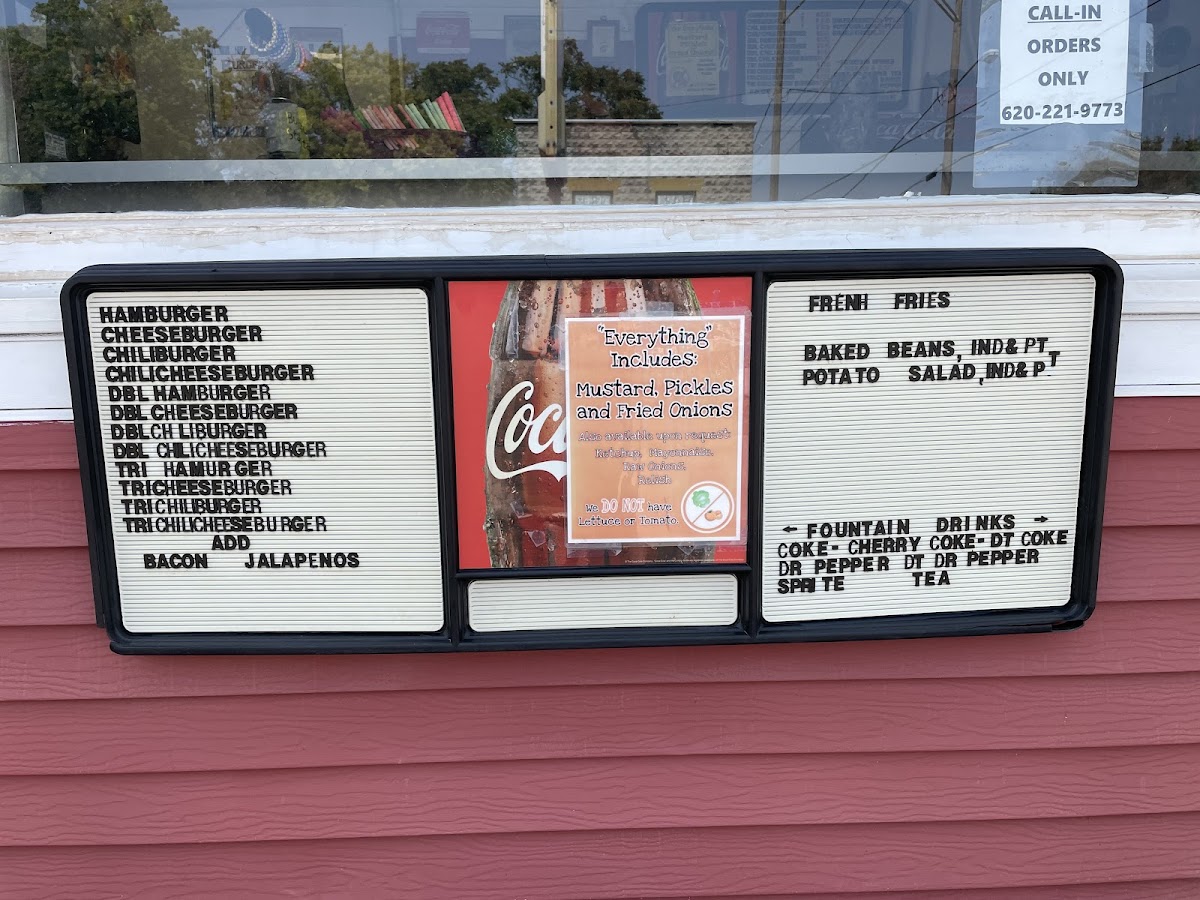 CALL-IN
ORDERS
ONLY
620-221-9773
HAMBURGER
CHEESEBURGER
CHILIBURGER
CHILICHEESEBURGER
DBL HAMBURGER
DBL CHEESEBURGER
DBLCH LIBURGER
DBL CHILICHEESEBURGER
TRI HAMUR GER
TRICHEESEBURGER
TRICHILIBURGER
TRICHILICHEESEBURGER
ADD
BACON JALAPENOS
Coc
"Everything"
Includes:
Mustard, Pickles
and Fried Onions
Also available upon request:
Ketchup, Mayonnaise,
Raw Onions,
Relish
We DO NOT have
Lettuce or Tomato.
FRENH FRIES
BAKED BEANS, IND& PT
POTATO SALAD, IND& PT
T
← FOUNTAIN DRINKS →
COKE- CHERRY COKE- DT COKE
DR PEPPER DT DR PEPPER
SPRITE TEA